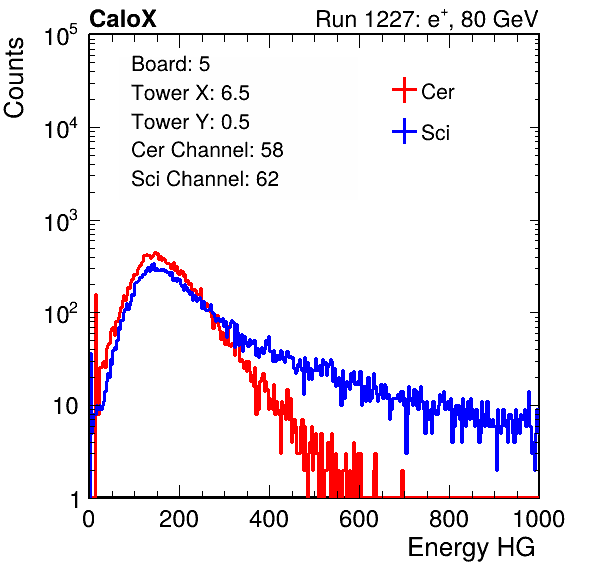 CaloX Run 1227: e⁺, 80 GeV
Counts
10⁵
10⁴
10³
10²
10
1
Board: 5
Tower X: 6.5
Tower Y: 0.5
Cer Channel: 58
Sci Channel: 62
Cer
Sci
0 200 400 600 800 1000
Energy HG